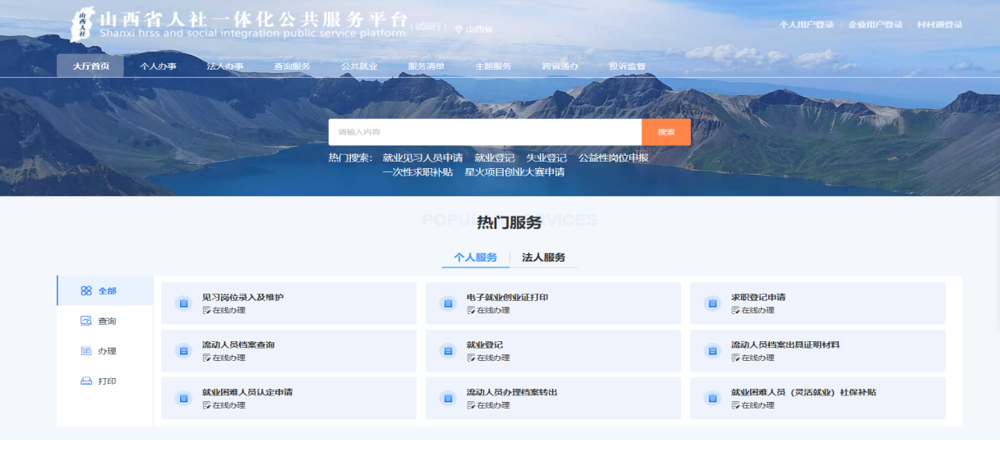 山西人社
山西省人社一体化公共服务平台(试运行) 山西省
Shanxi hrss and social integration public service platform
个人用户登录 企业用户登录 村村通登录
大厅首页 个人办事 法人办事 查询服务 公共就业 服务清单 主题服务 跨省通办 投诉监督
请输入内容 搜索
热门搜索: 就业见习人员申请 就业登记 失业登记 公益性岗位申报
一次性求职补贴 星火项目创业大赛申请
热门服务
个人服务 法人服务
全部
查询
办理
打印
见习岗位录入及维护
在线办理
电子就业创业证打印
在线办理
求职登记申请
在线办理
流动人员档案查询
在线办理
就业登记
在线办理
流动人员档案出具证明材料
在线办理
就业困难人员认定申请
在线办理
流动人员办理档案转出
在线办理
就业困难人员（灵活就业）社保补贴
在线办理